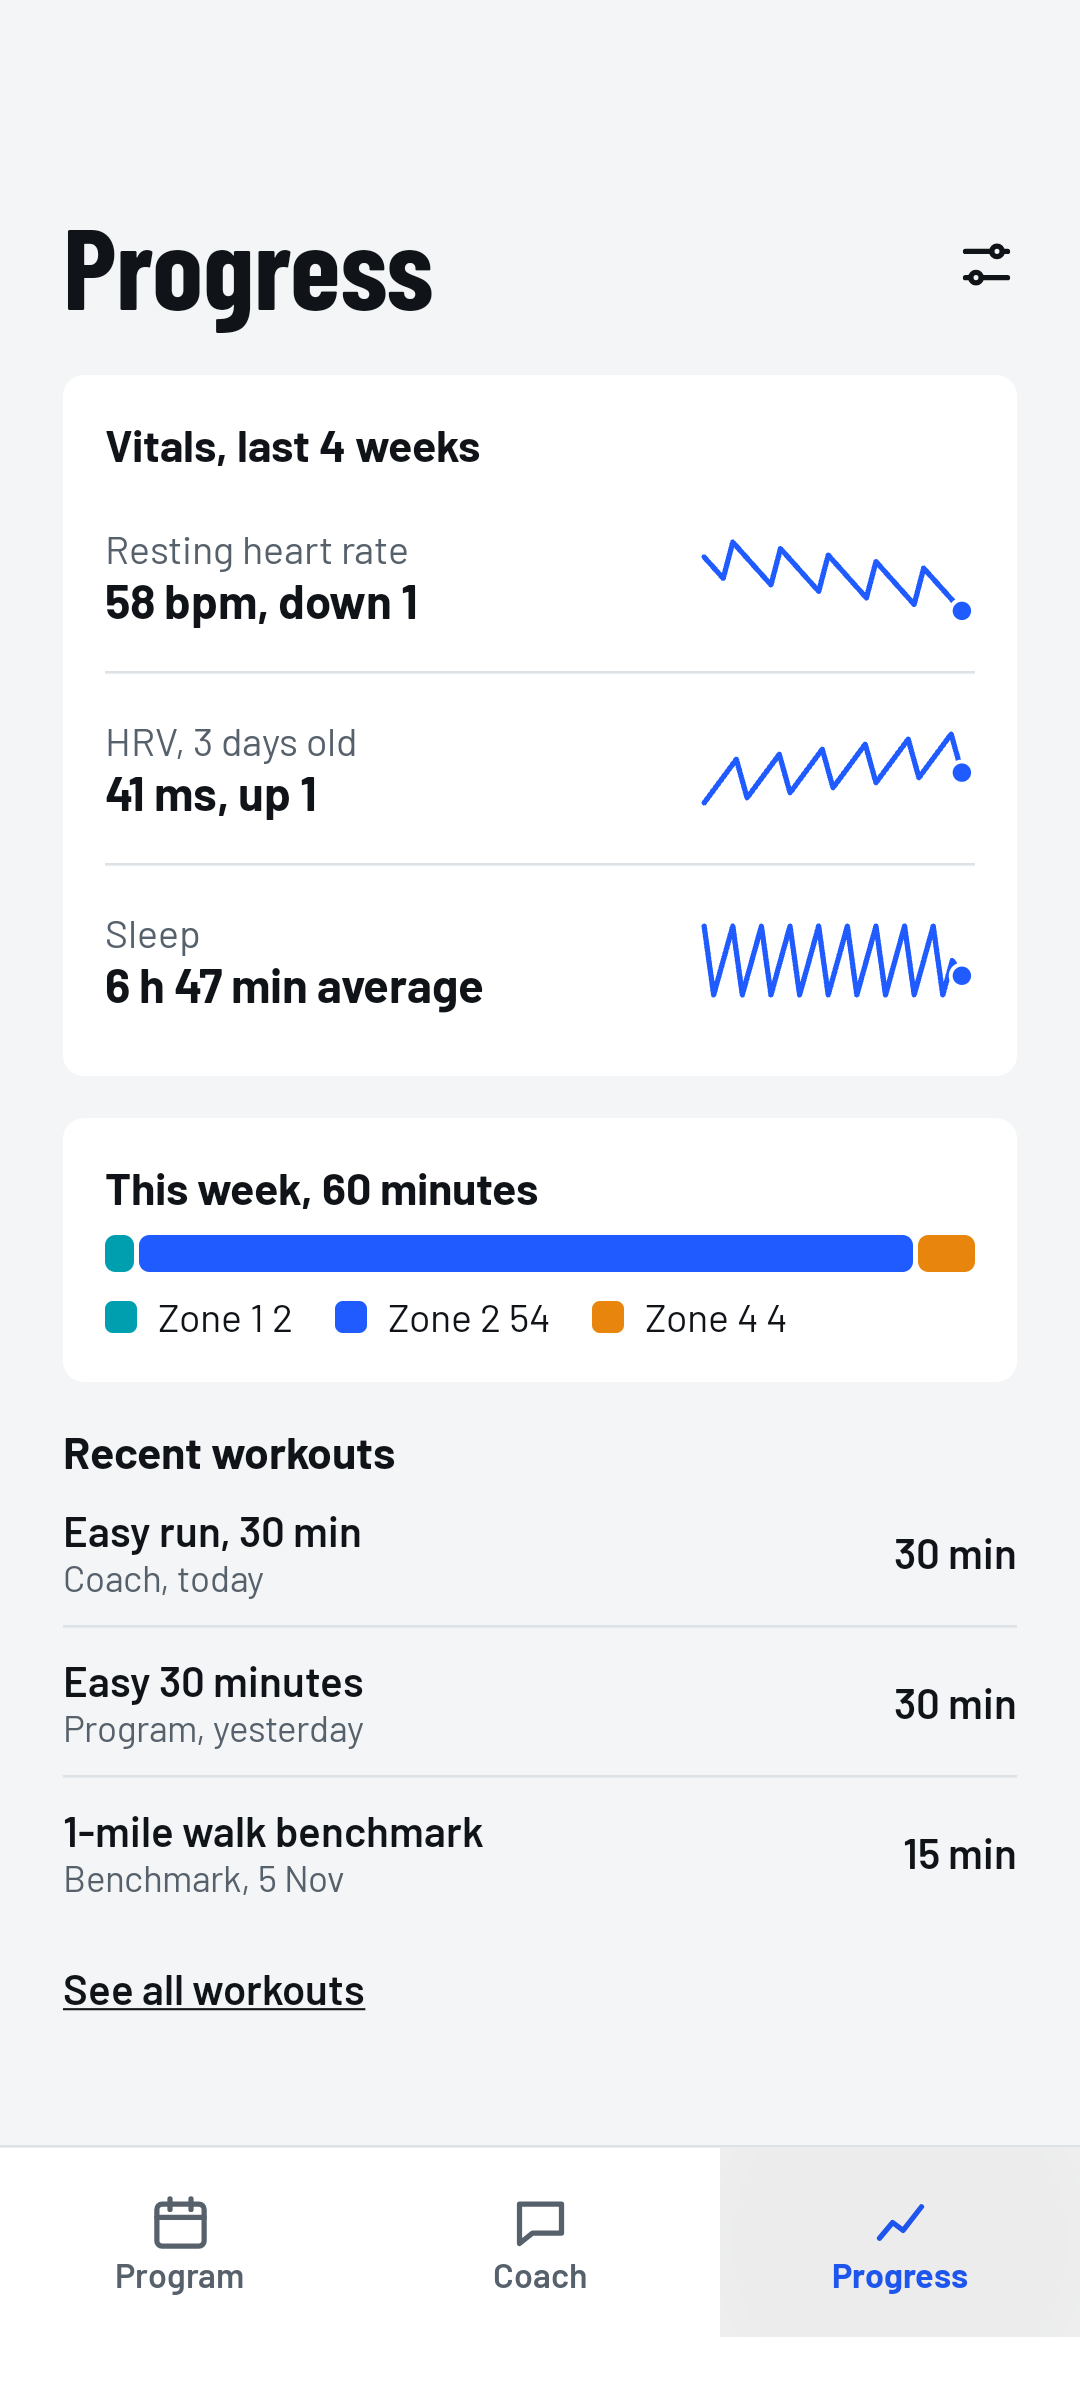 Progress
Vitals, last 4 weeks
Resting heart rate
58 bpm, down 1
HRV, 3 days old
41 ms, up 1
Sleep
6 h 47 min average
This week, 60 minutes
Zone 1 2
Zone 2 54
Zone 4 4
Recent workouts
Easy run, 30 min
Coach, today
30 min
Easy 30 minutes
Program, yesterday
30 min
1-mile walk benchmark
Benchmark, 5 Nov
15 min
See all workouts
Program
Coach
Progress